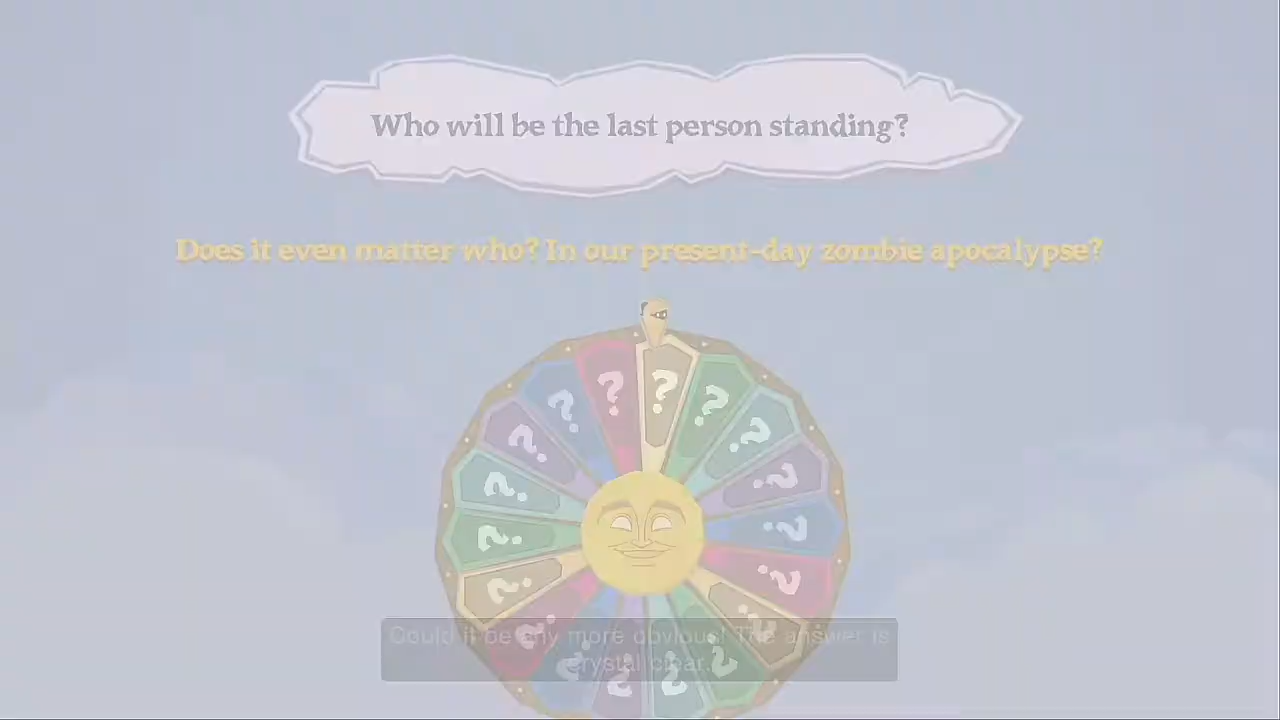 Who will be the last person standing?
Does it even matter who? In our present-day zombie apocalypse?
? ? ? ? ? ? ? ? ? ? ? ? ? ? ? ? ? ?
Could it be any more obvious! The answer is
crystal clear.